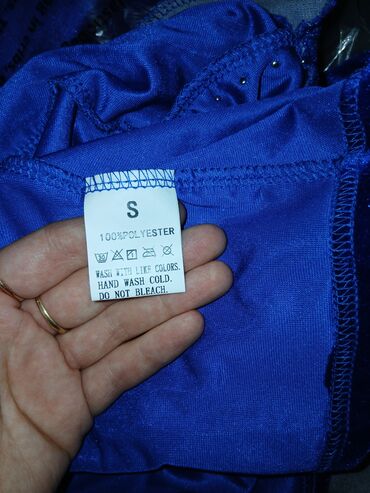 S
100%POLYESTER
WASH WITH LIKE COLORS.
HAND WASH COLD.
DO NOT BLEACH.